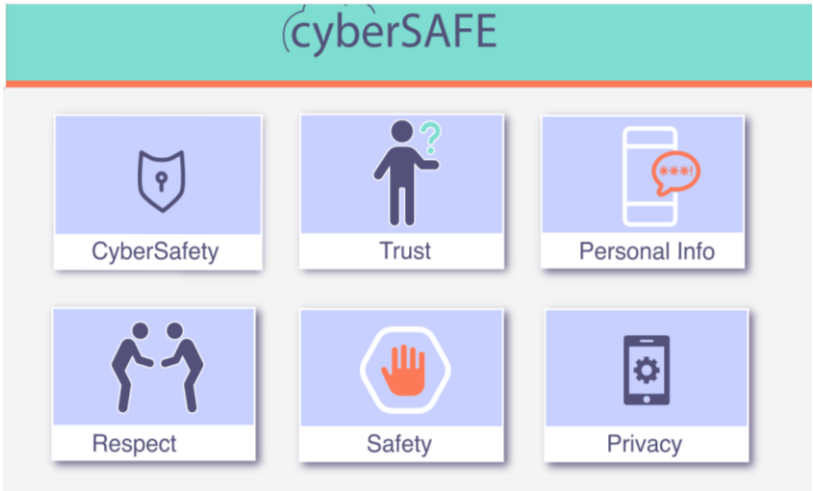 cyberSAFE
?
***!
CyberSafety
Trust
Personal Info
Respect
Safety
Privacy